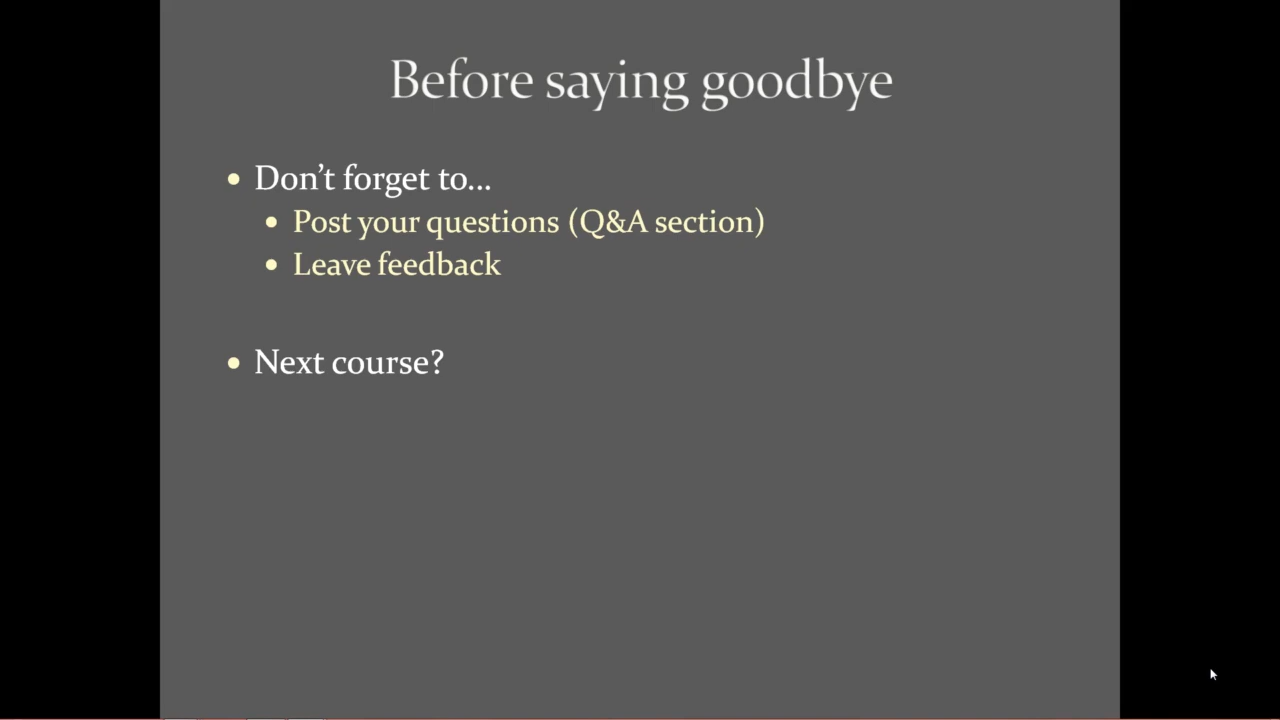 Before saying goodbye
• Don’t forget to...
• Post your questions (Q&A section)
• Leave feedback
• Next course?